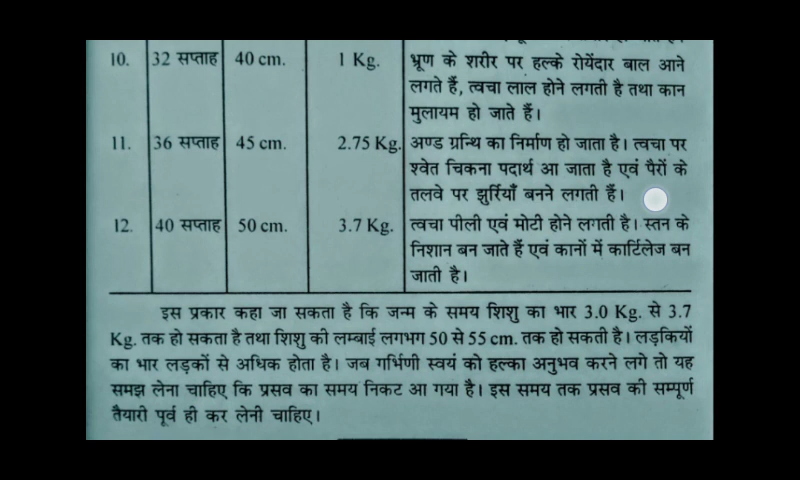 10. 32 सप्ताह 40 cm. 1 Kg. भ्रूण के शरीर पर हल्के रोयेंदार बाल आने
लगते हैं, त्वचा लाल होने लगती है तथा कान
मुलायम हो जाते हैं।
11. 36 सप्ताह 45 cm. 2.75 Kg. अण्ड ग्रन्थि का निर्माण हो जाता है। त्वचा पर
श्वेत चिकना पदार्थ आ जाता है एवं पैरों के
तलवे पर झुर्रियाँ बनने लगती हैं।
12. 40 सप्ताह 50 cm. 3.7 Kg. त्वचा पीली एवं मोटी होने लगती है। स्तन के
निशान बन जाते हैं एवं कानों में कार्टिलेज बन
जाती है।
इस प्रकार कहा जा सकता है कि जन्म के समय शिशु का भार 3.0 Kg. से 3.7
Kg. तक हो सकता है तथा शिशु की लम्बाई लगभग 50 से 55 cm. तक हो सकती है। लड़कियों
का भार लड़कों से अधिक होता है। जब गर्भिणी स्वयं को हल्का अनुभव करने लगे तो यह
समझ लेना चाहिए कि प्रसव का समय निकट आ गया है। इस समय तक प्रसव की सम्पूर्ण
तैयारी पूर्व ही कर लेनी चाहिए।